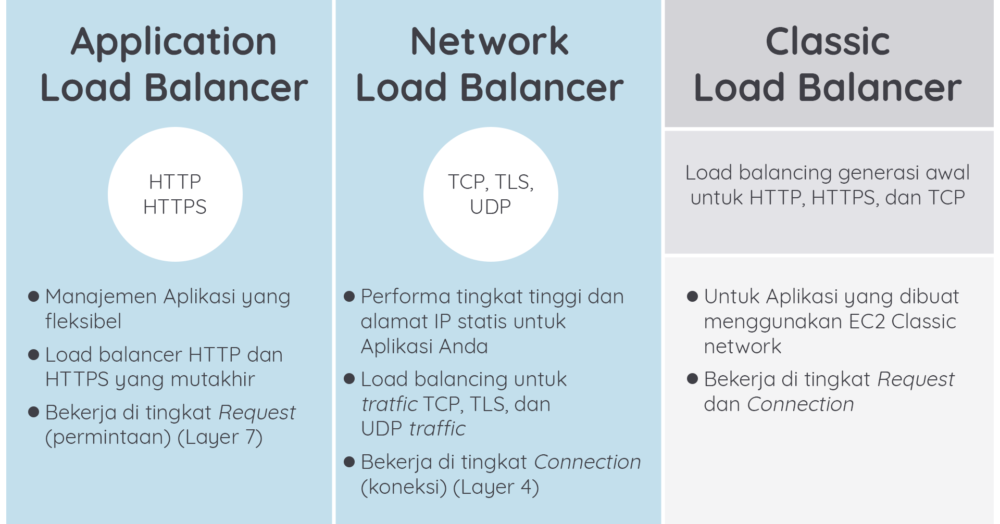 Application
Load Balancer
HTTP
HTTPS
● Manajemen Aplikasi yang
fleksibel
● Load balancer HTTP dan
HTTPS yang mutakhir
● Bekerja di tingkat Request
(permintaan) (Layer 7)
Network
Load Balancer
TCP, TLS,
UDP
● Performa tingkat tinggi dan
alamat IP statis untuk
Aplikasi Anda
● Load balancing untuk
tratfic TCP, TLS, dan
UDP traffic
● Bekerja di tingkat Connection
(koneksi) (Layer 4)
Classic
Load Balancer
Load balancing generasi awal
untuk HTTP, HTTPS, dan TCP
● Untuk Aplikasi yang dibuat
menggunakan EC2 Classic
network
● Bekerja di tingkat Request
dan Connection